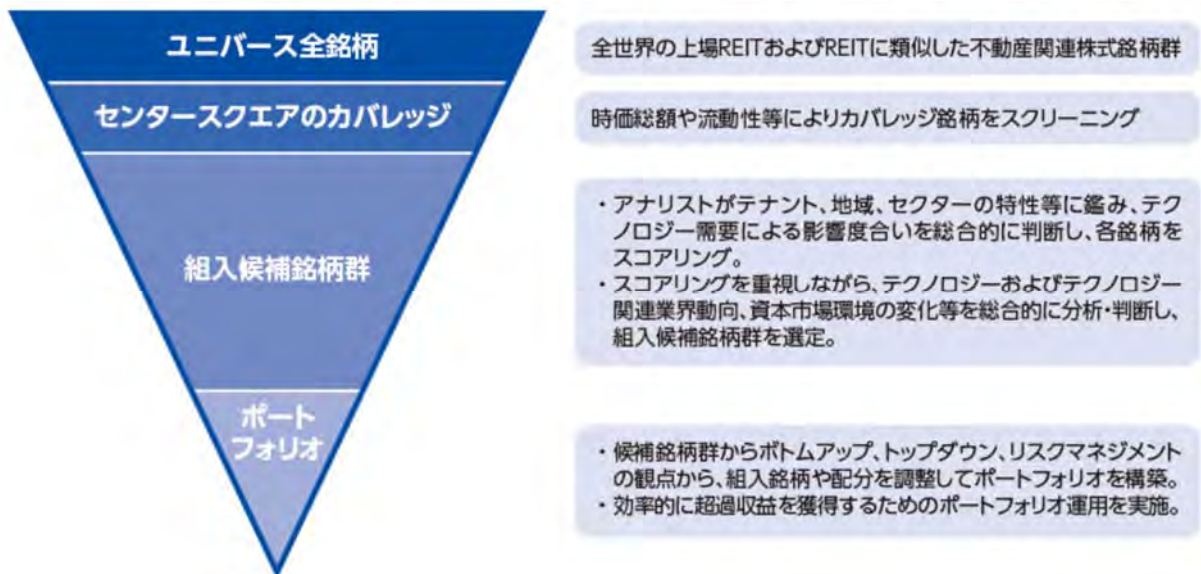 ユニバース全銘柄
全世界の上場REITおよびREITに類似した不動産関連株式銘柄群
センタースクエアのカバレッジ
時価総額や流動性等によりカバレッジ銘柄をスクリーニング
組入候補銘柄群
・アナリストがテナント、地域、セクターの特性等に鑑み、テク
ノロジー需要による影響度合いを総合的に判断し、各銘柄を
スコアリング。
・スコアリングを重視しながら、テクノロジーおよびテクノロジー
関連業界動向、資本市場環境の変化等を総合的に分析・判断し、
組入候補銘柄群を選定。
ポート
フォリオ
・候補銘柄群からボトムアップ、トップダウン、リスクマネジメント
の観点から、組入銘柄や配分を調整してポートフォリオを構築。
・効率的に超過収益を獲得するためのポートフォリオ運用を実施。